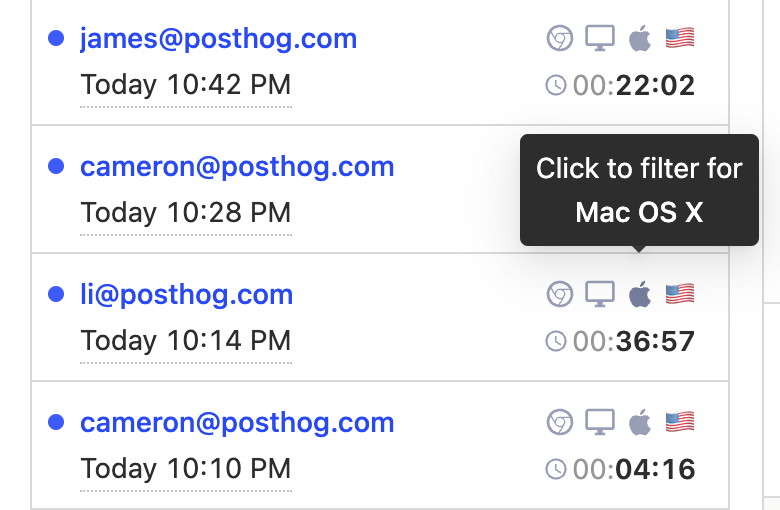 james@posthog.com
Today 10:42 PM
00:22:02
cameron@posthog.com
Today 10:28 PM
Click to filter for
Mac OS X
li@posthog.com
Today 10:14 PM
00:36:57
cameron@posthog.com
Today 10:10 PM
00:04:16